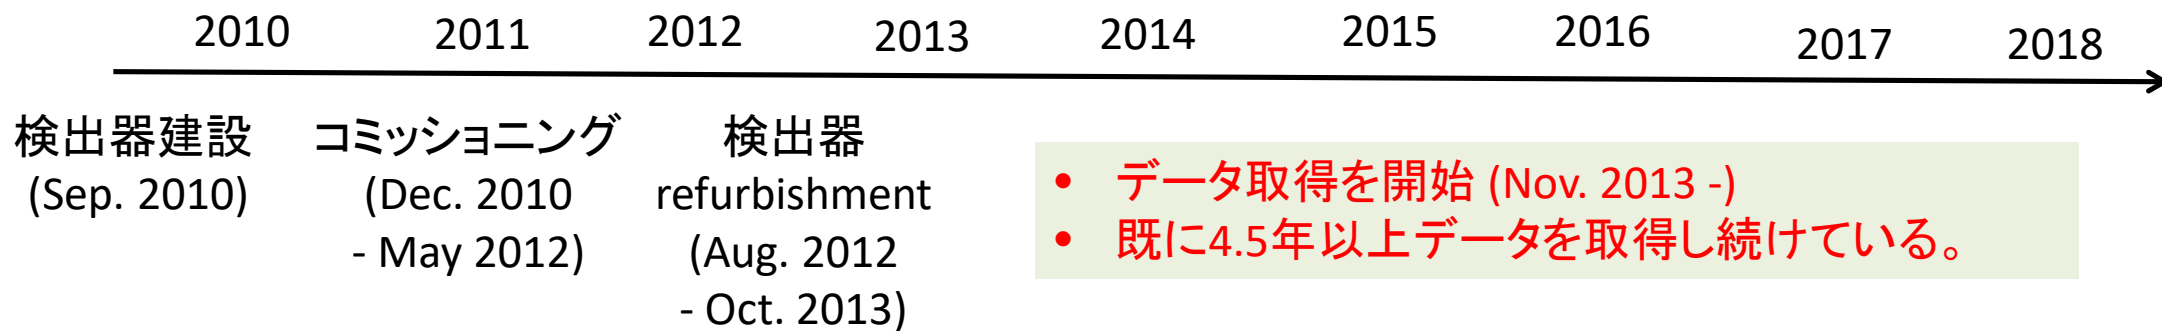 2010 2011 2012 2013 2014 2015 2016 2017 2018
検出器建設
(Sep. 2010)
コミッショニング
(Dec. 2010
- May 2012)
検出器
refurbishment
(Aug. 2012
- Oct. 2013)
• データ取得を開始 (Nov. 2013 -)
• 既に4.5年以上データを取得し続けている。